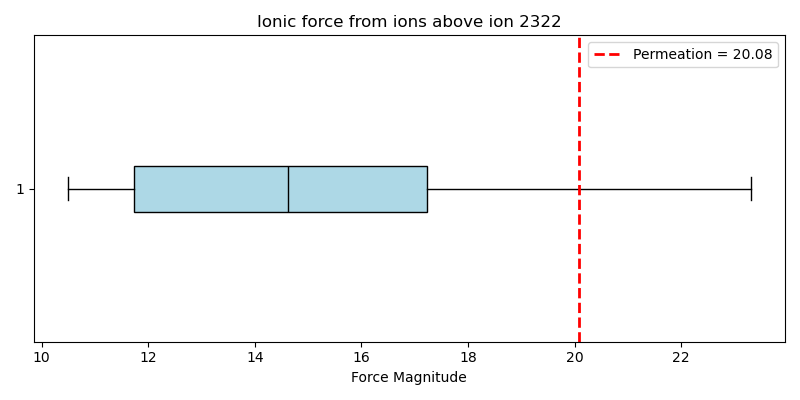 Ionic force from ions above ion 2322
Permeation = 20.08
1
10 12 14 16 18 20 22
Force Magnitude